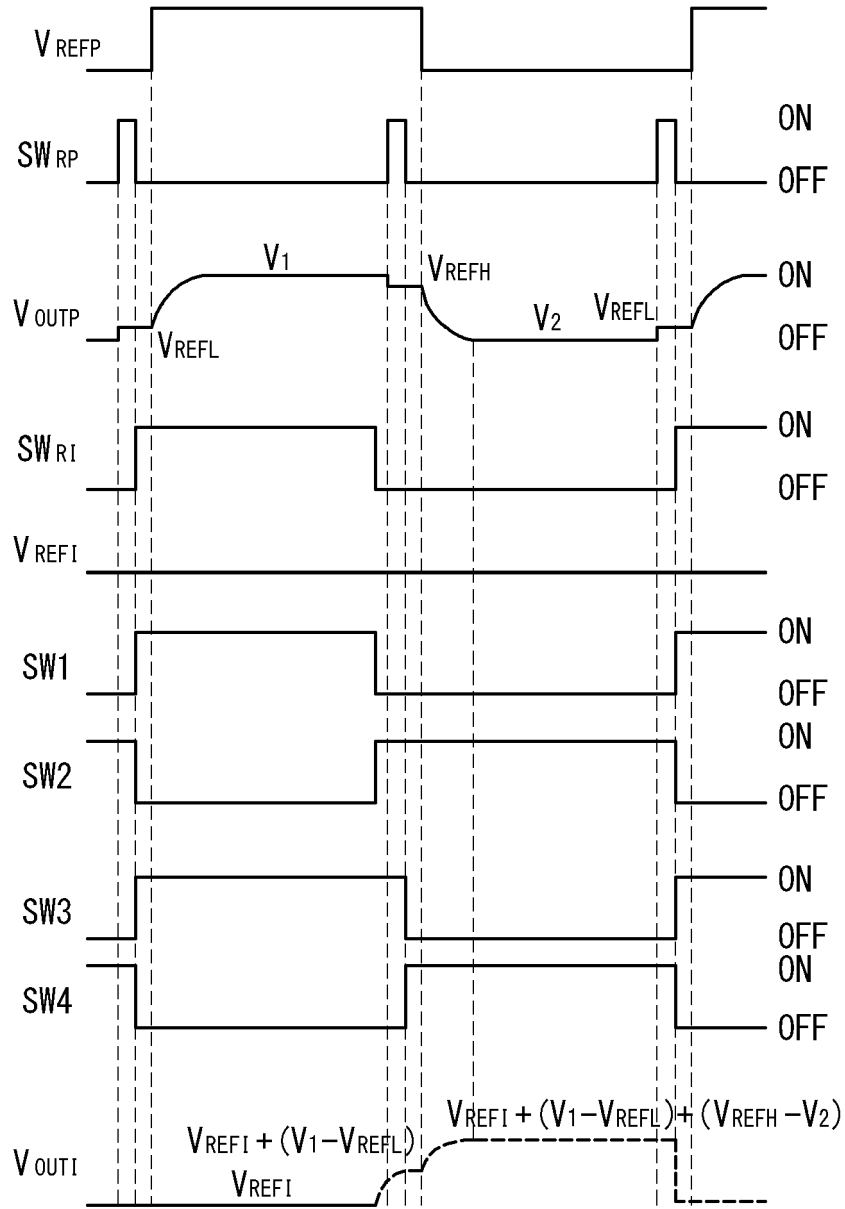 VREFP
ON
SWRP
OFF
V1
VREFH
ON
VOUTP
VREFL
V2
VREFL
OFF
ON
SWRI
OFF
VREFI
ON
SW1
OFF
ON
SW2
OFF
ON
SW3
OFF
ON
SW4
OFF
VREFI+(V1-VREFL)+(VREFH-V2)
VREFI+(V1-VREFL)
VOUTI
VREFI